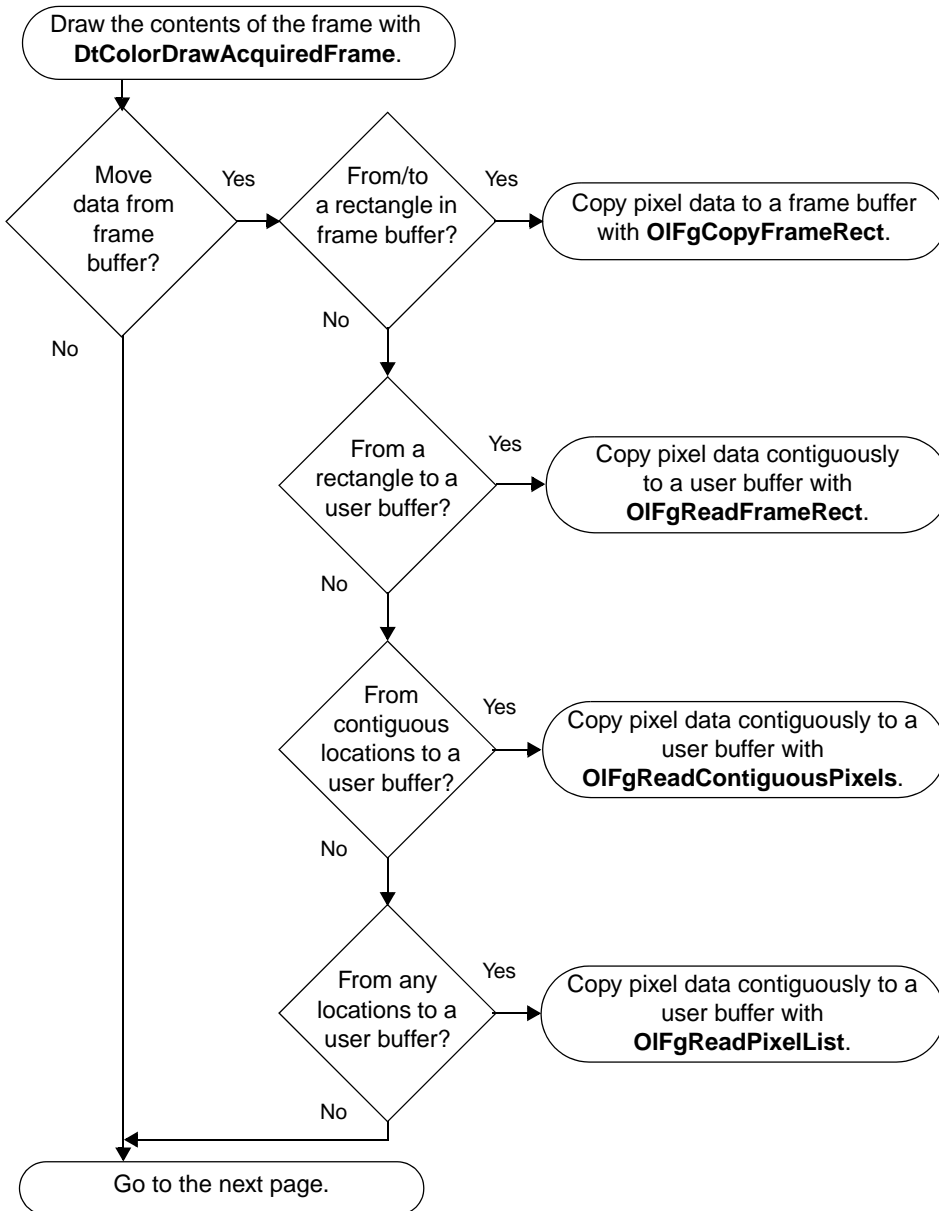 Draw the contents of the frame with
DtColorDrawAcquiredFrame.
Move
data from
frame
buffer?
Yes
No
From/to
a rectangle in
frame buffer?
Yes
Copy pixel data to a frame buffer
with OlFgCopyFrameRect.
No
From a
rectangle to a
user buffer?
Yes
Copy pixel data contiguously
to a user buffer with
OlFgReadFrameRect.
No
From
contiguous
locations to a
user buffer?
Yes
Copy pixel data contiguously to a
user buffer with
OlFgReadContiguousPixels.
No
From any
locations to a
user buffer?
Yes
Copy pixel data contiguously to a
user buffer with
OlFgReadPixelList.
No
Go to the next page.